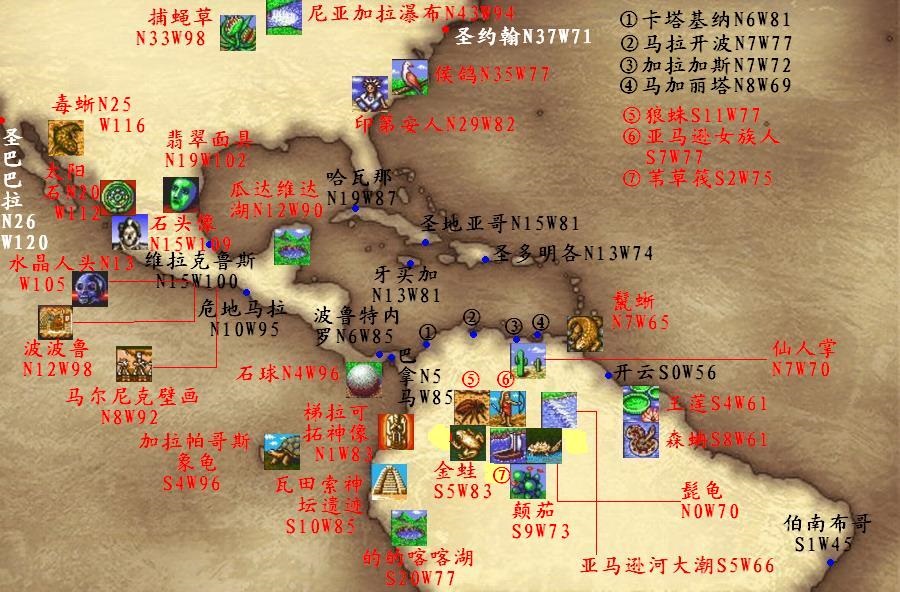 捕蝇草
N33W98
尼亚加拉瀑布N43W94
圣约翰N37W71
①卡塔基纳N6W81
②马拉开波N7W77
③加拉加斯N7W72
④马加丽塔N8W69
⑤狼蛛S11W77
⑥亚马逊女族人
S7W77
⑦苇草筏S2W75
侯鸽N35W77
印第安人N29W82
毒蜥N25
W116
翡翠面具
N19W102
圣巴巴拉
N26
W120
太阳
石N20
W112
瓜达维达
湖N12W90
哈瓦那
N19W87
石头像
N15W109
圣地亚哥N15W81
圣多明各N13W74
水晶人头N13
W105
维拉克鲁斯
N15W100
牙买加
N13W81
危地马拉
N10W95
波鲁特内
罗N6W85
①
②
③
④
鬣蜥
N7W65
波波鲁
N12W98
巴
拿N5
马W85
仙人掌
N7W70
石球N4W96
开云S0W56
马尔尼克壁画
N8W92
⑤
⑥
王莲S4W61
梯拉可
拓神像
N1W83
森蚺S8W61
加拉帕哥斯
象龟
S4W96
金蛙
S5W83
⑦
瓦田索神
坛遗迹
S10W85
颠茄
S9W73
髭龟
N0W70
伯南布哥
S1W45
的的喀喀湖
S20W77
亚马逊河大潮S5W66